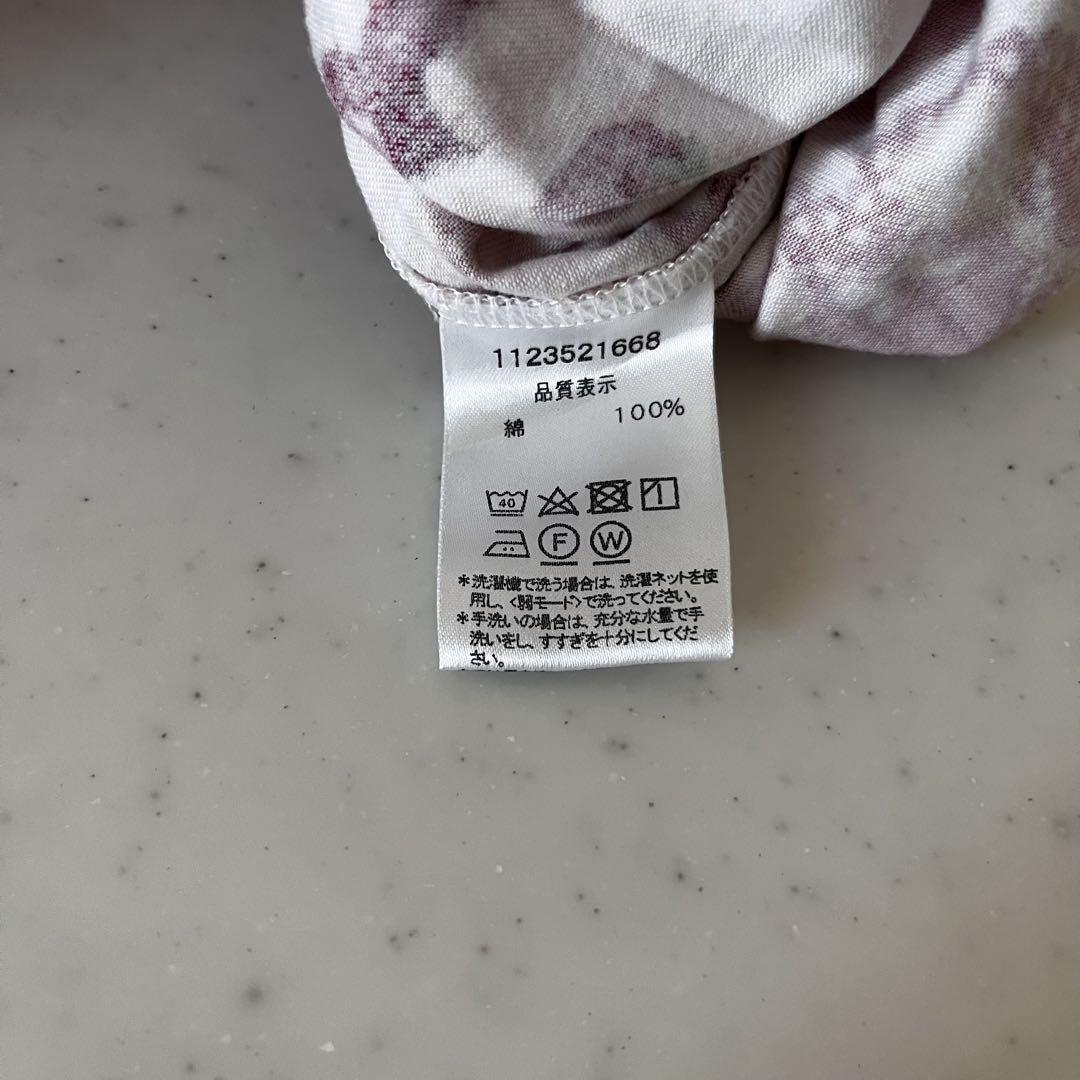 1123521668
品質表示
綿 100%
40
F W
*洗濯機で洗う場合は、洗濯ネットを使
用し、<弱モード>で洗ってください。
*手洗いの場合は、充分な水量で手
洗いをし、すすぎを十分にしてくだ
さい。